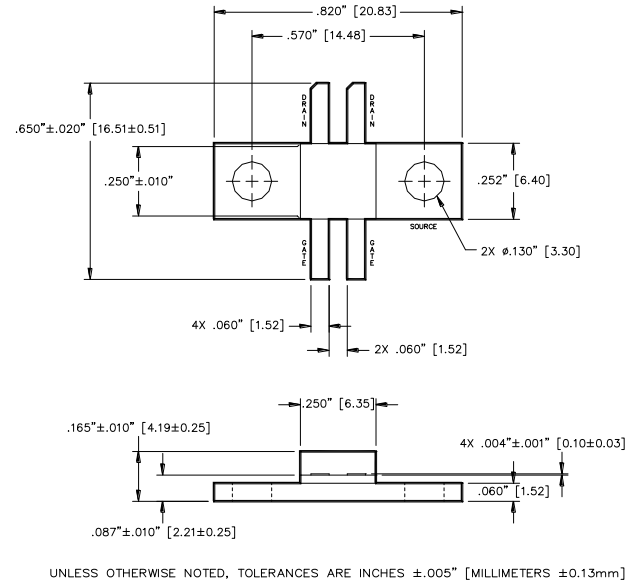 .820" [20.83]
.570" [14.48]
DRAIN
DRAIN
.650"±.020" [16.51±0.51]
.250"±.010"
.252" [6.40]
SOURCE
GATE
GATE
2X ø.130" [3.30]
4X .060" [1.52]
2X .060" [1.52]
.250" [6.35]
.165"±.010" [4.19±0.25]
4X .004"±.001" [0.10±0.03]
.060" [1.52]
.087"±.010" [2.21±0.25]
UNLESS OTHERWISE NOTED, TOLERANCES ARE INCHES ±.005" [MILLIMETERS ±0.13mm]